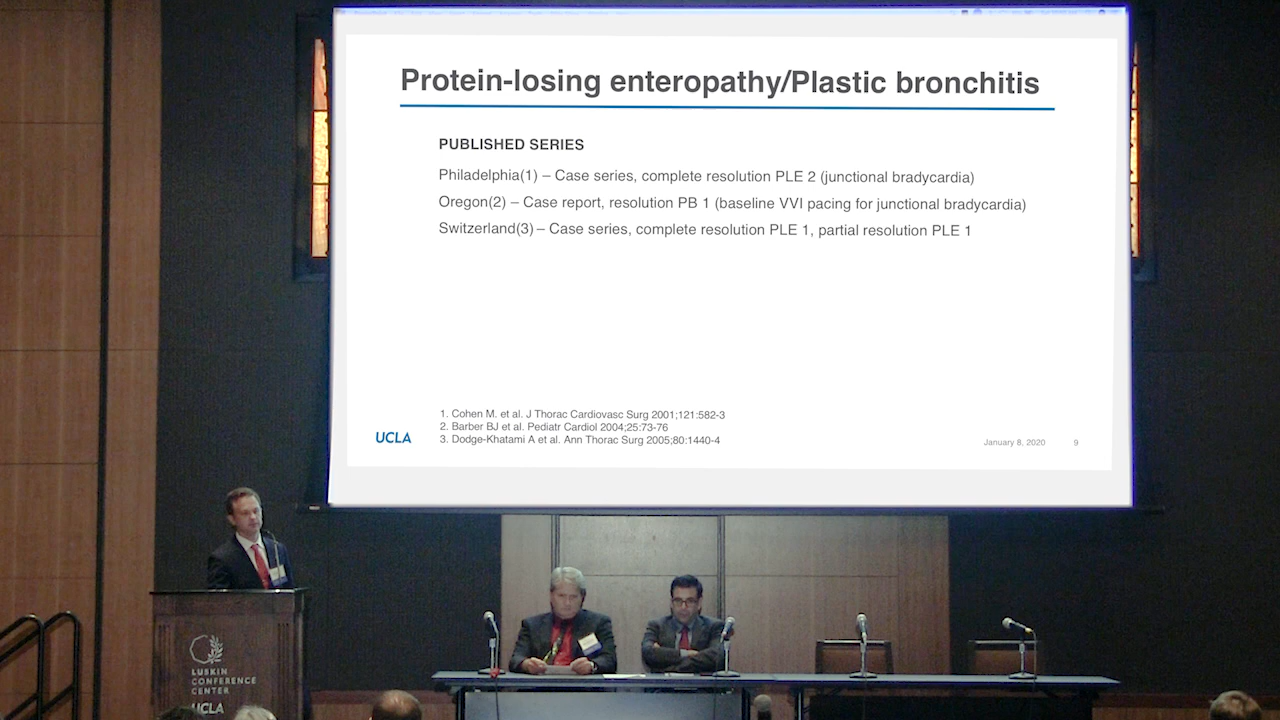 Protein-losing enteropathy/Plastic bronchitis
PUBLISHED SERIES
Philadelphia(1) – Case series, complete resolution PLE 2 (junctional bradycardia)
Oregon(2) – Case report, resolution PB 1 (baseline VVI pacing for junctional bradycardia)
Switzerland(3) – Case series, complete resolution PLE 1, partial resolution PLE 1
1. Cohen M. et al. J Thorac Cardiovasc Surg 2001;121:582-3
2. Barber BJ et al. Pediatr Cardiol 2004;25:73-76
3. Dodge-Khatami A et al. Ann Thorac Surg 2005;80:1440-4
UCLA
January 8, 2020 9
LUSKIN
CONFERENCE
CENTER
UCLA